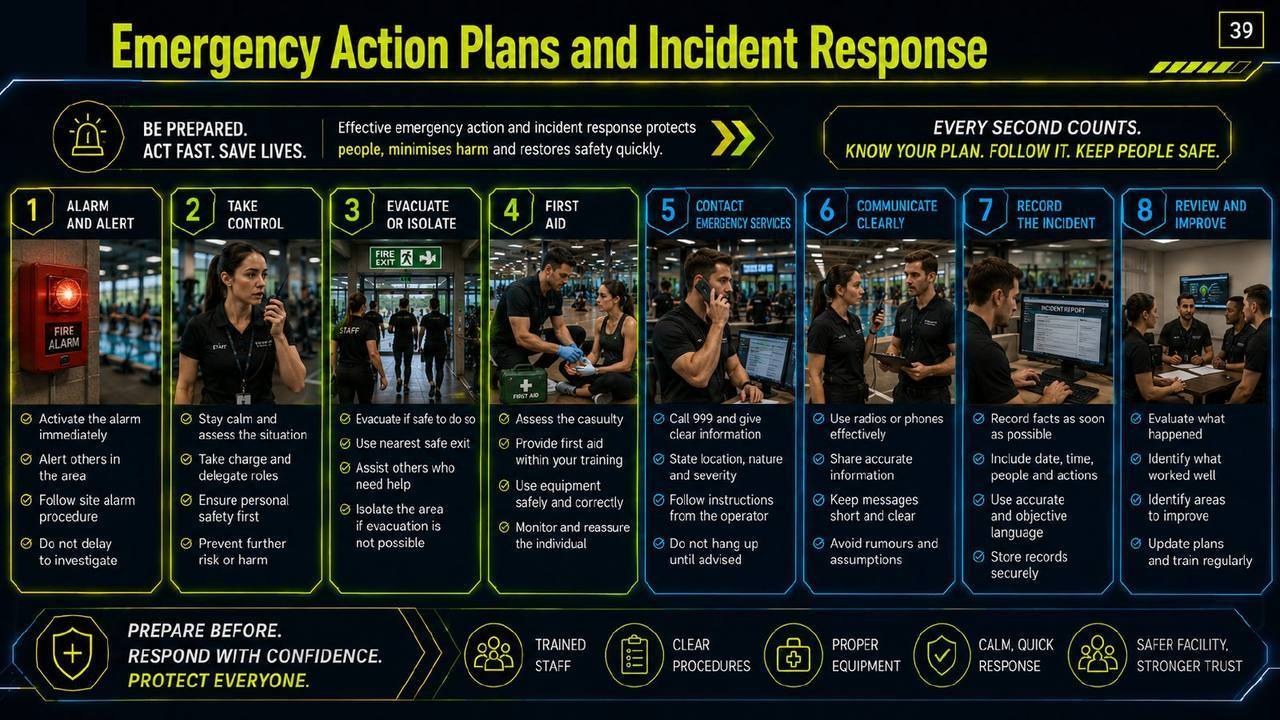 Emergency Action Plans and Incident Response
39
BE PREPARED.
ACT FAST. SAVE LIVES.
Effective emergency action and incident response protects
people, minimises harm and restores safety quickly.
EVERY SECOND COUNTS.
KNOW YOUR PLAN. FOLLOW IT. KEEP PEOPLE SAFE.
1
ALARM
AND ALERT
FIRE
ALARM
Activate the alarm
immediately
Alert others in
the area
Follow site alarm
procedure
Do not delay
to investigate
2
TAKE
CONTROL
STAFF
Stay calm and
assess the situation
Take charge and
delegate roles
Ensure personal
safety first
Prevent further
risk or harm
3
EVACUATE
OR ISOLATE
FIRE
EXIT
STAFF
Evacuate if safe to do so
Use nearest safe exit
Assist others who
need help
Isolate the area
if evacuation is
not possible
4
FIRST
AID
FIRST AID
Assess the casuulty
Provide first aid
within your training
Use equipment
safely and correctly
Monitor and reassure
the individual
5
CONTACT
EMERGENCY SERVICES
Call 999 and give
clear information
State location, nature
and severity
Follow instructions
from the operator
Do not hang up
until advised
6
COMMUNICATE
CLEARLY
Use radios or phones
effectively
Share accurate
information
Keep messages
short and clear
Avoid rumours and
assumptions
7
RECORD
THE INCIDENT
INCIDENT REPORT
Record facts as soon
as possible
Include date, time,
people and actions
Use accurate
and objective
language
Store records
securely
8
REVIEW AND
IMPROVE
Evaluate what
happened
Identify what
worked well
Identify areas
to improve
Update plans
and train regularly
PREPARE BEFORE.
RESPOND WITH CONFIDENCE.
PROTECT EVERYONE.
TRAINED
STAFF
CLEAR
PROCEDURES
PROPER
EQUIPMENT
CALM, QUICK
RESPONSE
SAFER FACILITY,
STRONGER TRUST